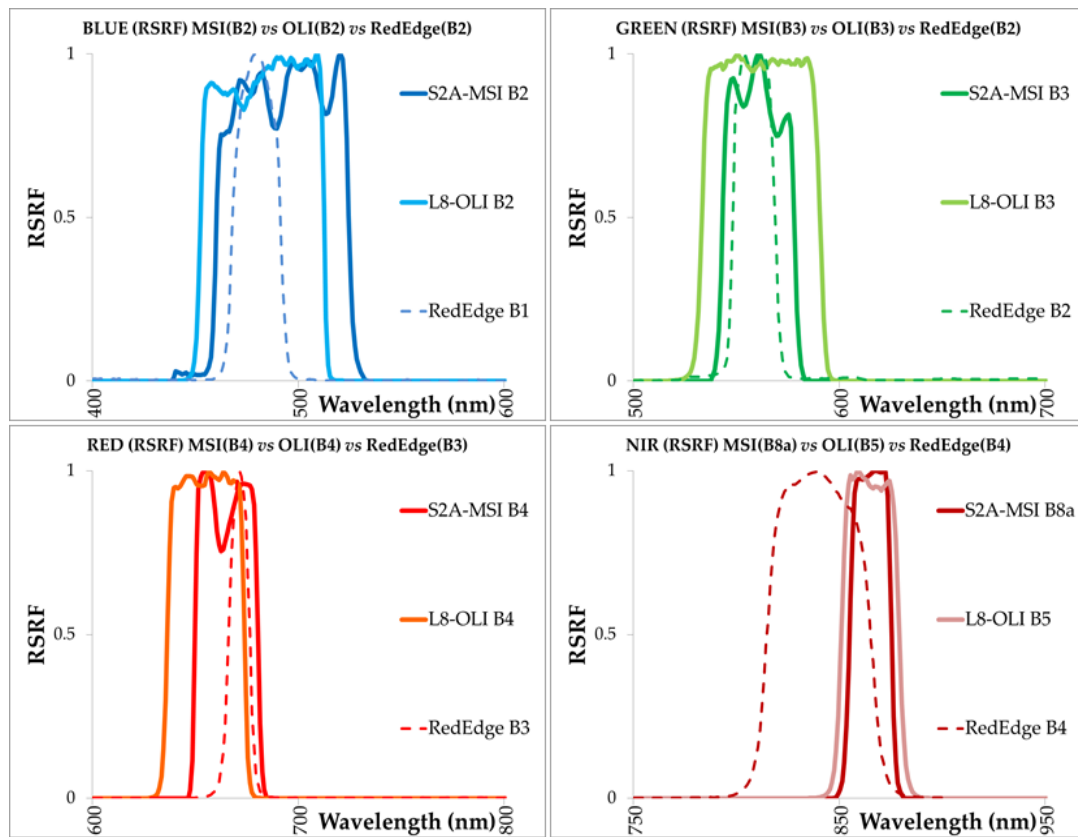 BLUE (RSRF) MSI(B2) vs OLI(B2) vs RedEdge(B2)
1
0.5
0
RSRF
S2A-MSI B2
L8-OLI B2
RedEdge B1
400
500
600
Wavelength (nm)
GREEN (RSRF) MSI(B3) vs OLI(B3) vs RedEdge(B2)
1
0.5
0
RSRF
S2A-MSI B3
L8-OLI B3
RedEdge B2
500
600
700
Wavelength (nm)
RED (RSRF) MSI(B4) vs OLI(B4) vs RedEdge(B3)
1
0.5
0
RSRF
S2A-MSI B4
L8-OLI B4
RedEdge B3
600
700
800
Wavelength (nm)
NIR (RSRF) MSI(B8a) vs OLI(B5) vs RedEdge(B4)
1
0.5
0
RSRF
S2A-MSI B8a
L8-OLI B5
RedEdge B4
750
850
950
Wavelength (nm)